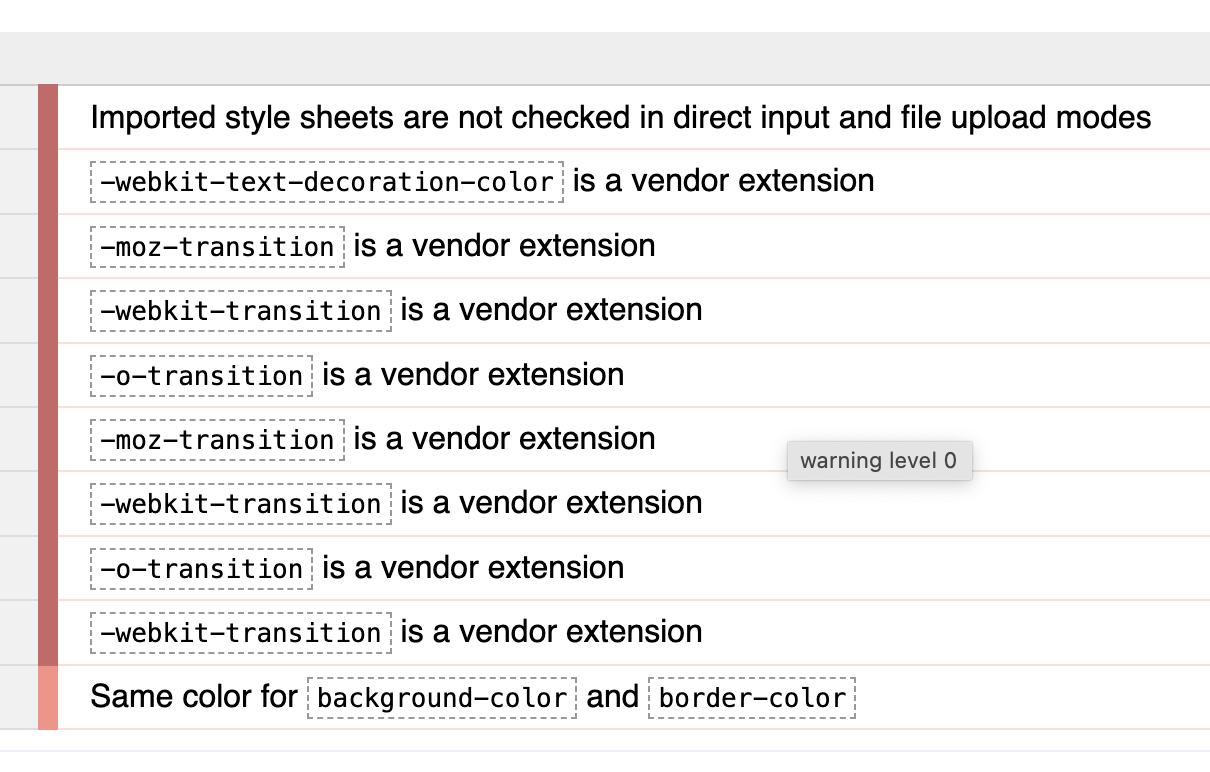 Imported style sheets are not checked in direct input and file upload modes
-webkit-text-decoration-color is a vendor extension
-moz-transition is a vendor extension
-webkit-transition is a vendor extension
-o-transition is a vendor extension
-moz-transition is a vendor extension
warning level 0
-webkit-transition is a vendor extension
-o-transition is a vendor extension
-webkit-transition is a vendor extension
Same color for background-color and border-color